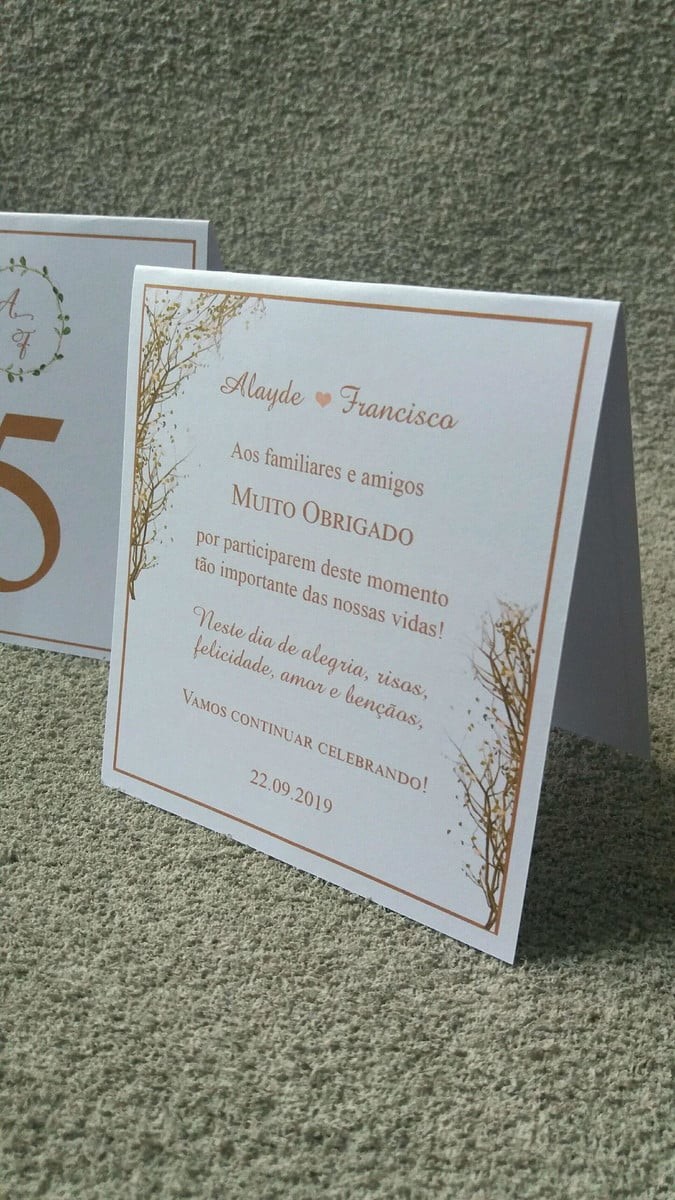 A
F
5
Alayde Francisco
Aos familiares e amigos
MUITO OBRIGADO
por participarem deste momento
tão importante das nossas vidas!
Neste dia de alegria, risos,
felicidade, amor e bençãos,
VAMOS CONTINUAR CELEBRANDO!
22.09.2019